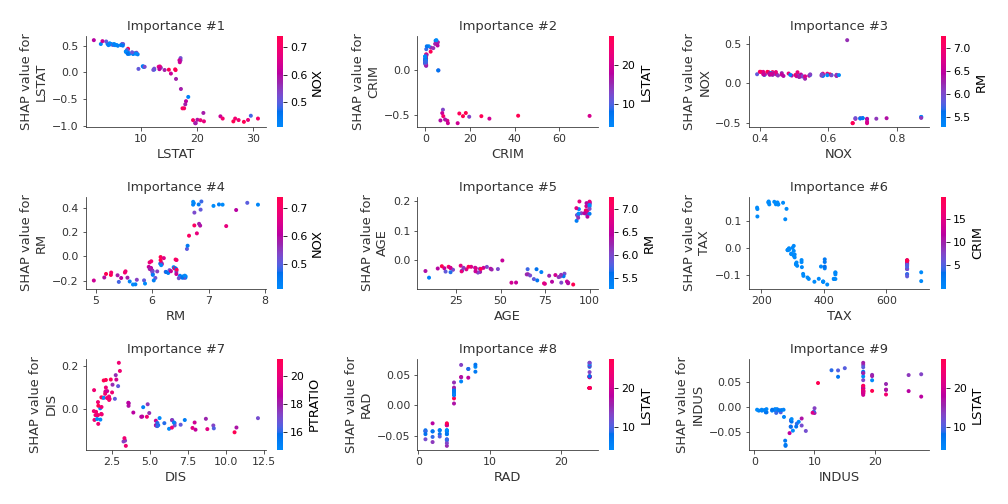 Importance #1
SHAP value for
LSTAT
0.5
0.0
−0.5
−1.0
10
20
30
LSTAT
0.7
0.6
0.5
NOX
Importance #2
SHAP value for
CRIM
0.0
−0.5
0
20
40
60
CRIM
20
10
LSTAT
Importance #3
SHAP value for
NOX
0.5
0.0
−0.5
0.4
0.6
0.8
NOX
7.0
6.5
6.0
5.5
RM
Importance #4
SHAP value for
RM
0.4
0.2
0.0
−0.2
5
6
7
8
RM
0.7
0.6
0.5
NOX
Importance #5
SHAP value for
AGE
0.2
0.1
0.0
25
50
75
100
AGE
7.0
6.5
6.0
5.5
RM
Importance #6
SHAP value for
TAX
0.1
0.0
−0.1
200
400
600
TAX
15
10
5
CRIM
Importance #7
SHAP value for
DIS
0.2
0.0
2.5
5.0
7.5
10.0
12.5
DIS
20
18
16
PTRATIO
Importance #8
SHAP value for
RAD
0.05
0.00
−0.05
0
10
20
RAD
20
10
LSTAT
Importance #9
SHAP value for
INDUS
0.05
0.00
−0.05
0
10
20
INDUS
20
10
LSTAT